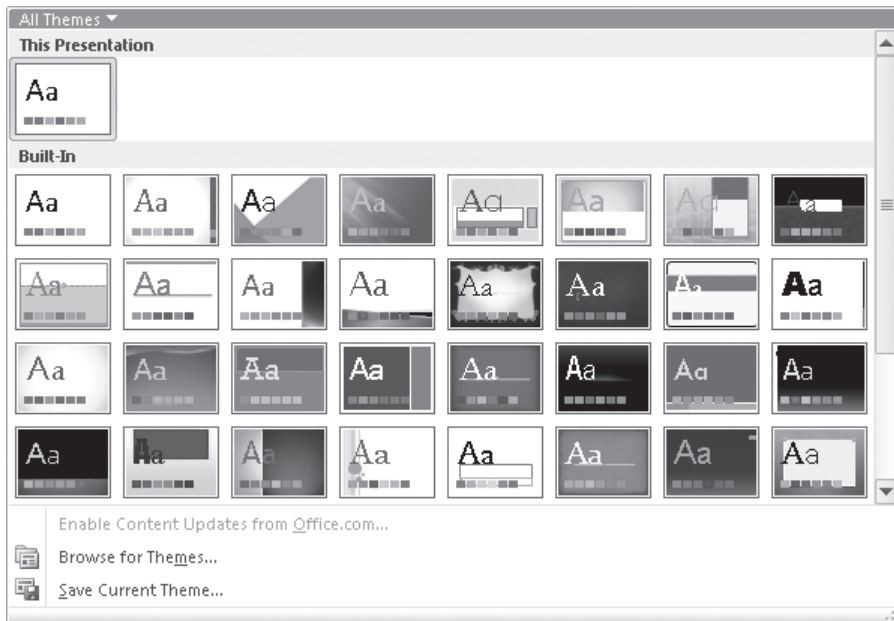 All Themes
This Presentation
Aa
Built-In
Aa Aa Aa Aa Aa Aa Aa Aa
Aa Aa Aa Aa Aa Aa Aa Aa
Aa Aa Aa Aa Aa Aa Aa Aa
Aa Aa Aa Aa Aa Aa Aa Aa
Enable Content Updates from Office.com...
Browse for Themes...
Save Current Theme...